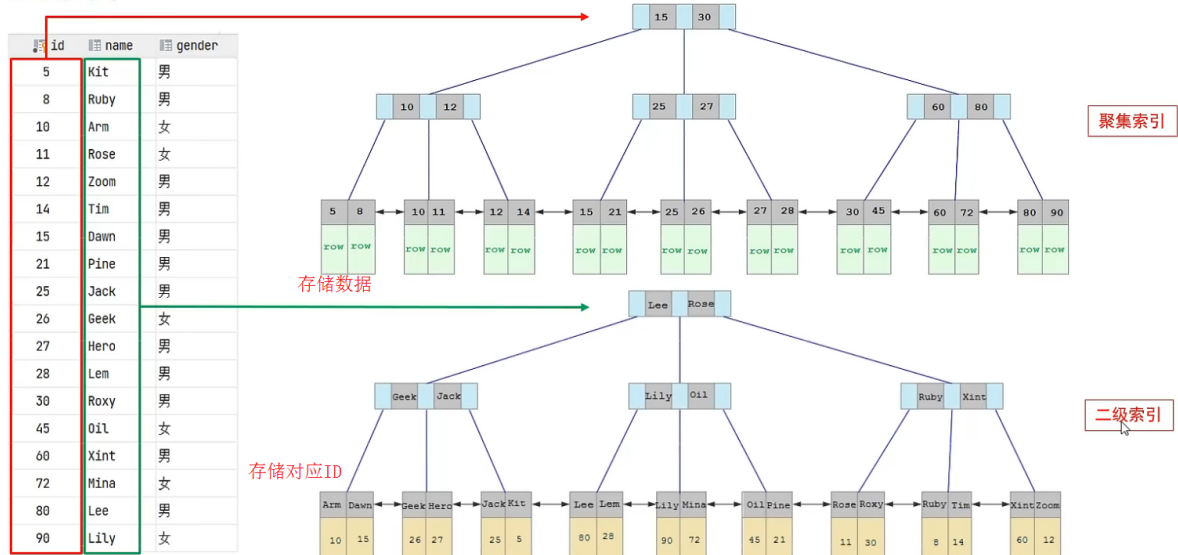 id name gender
5 Kit 男
8 Ruby 男
10 Arm 女
11 Rose 女
12 Zoom 男
14 Tim 男
15 Dawn 男
21 Pine 男
25 Jack 男
26 Geek 女
27 Hero 男
28 Lem 男
30 Roxy 男
45 Oil 女
60 Xint 男
72 Mina 女
80 Lee 男
90 Lily 女
15 30
10 12 25 27 60 80
聚集索引
5 8 10 11 12 14 15 21 25 26 27 28 30 45 60 72 80 90
row row row row row row row row row row row row row row row row row row
存储数据
Lee Rose
Geek Jack Lily Oil Ruby Xint
二级索引
存储对应ID
Arm Dawn Geek Hero Jack Kit Lee Lem Lily Mina Oil Pine Rose Roxy Ruby Tim Xint Zoom
10 15 26 27 25 5 80 28 90 72 45 21 11 30 8 14 60 12